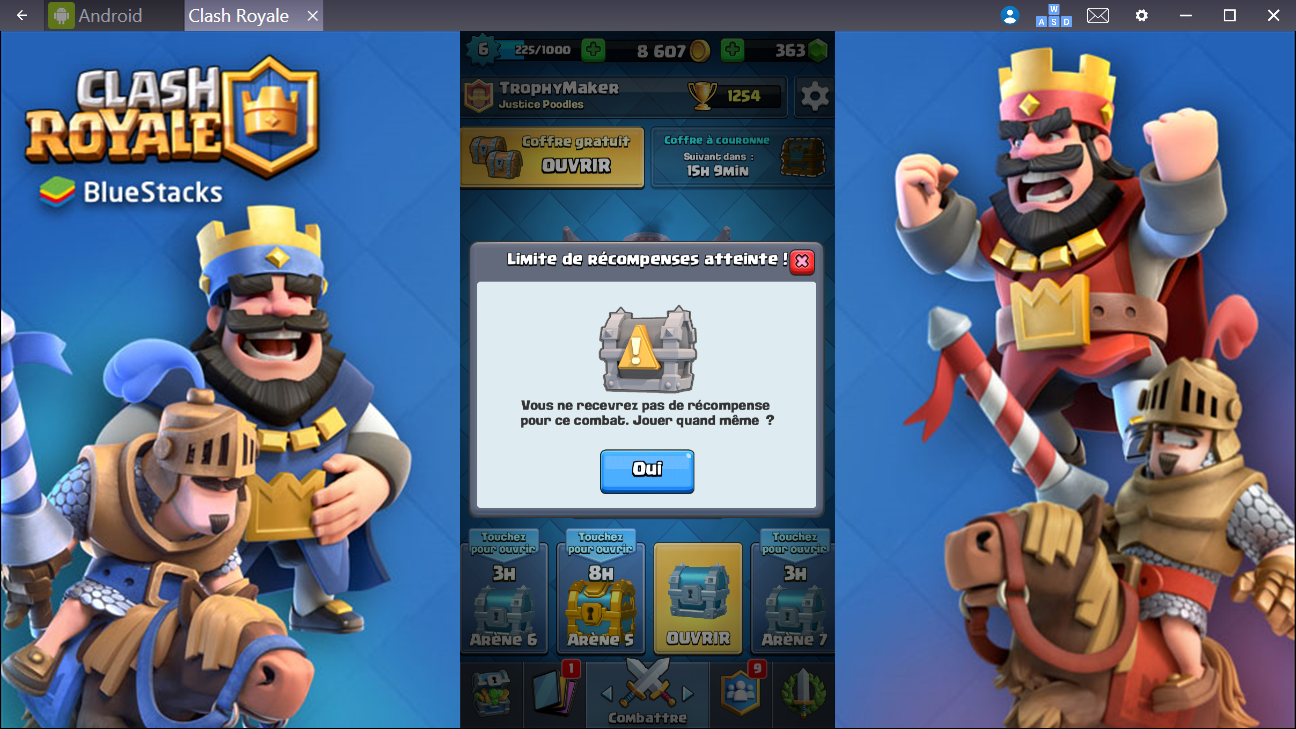 Android
Clash Royale
W
A S D
CLASH
ROYALE
BlueStacks
6
225/1000
8 607
363
TrophyMaker
Justice Poodles
1254
Coffre gratuit
OUVRIR
Coffre à couronne
Suivant dans :
15H 9MIN
Limite de récompenses atteinte !
Vous ne recevrez pas de récompense
pour ce combat. Jouer quand même ?
Oui
Touchez
pour ouvrir
3H
Arène 6
Touchez
pour ouvrir
8H
Arène 5
OUVRIR
Touchez
pour ouvrir
3H
Arène 7
1
Combattre
9